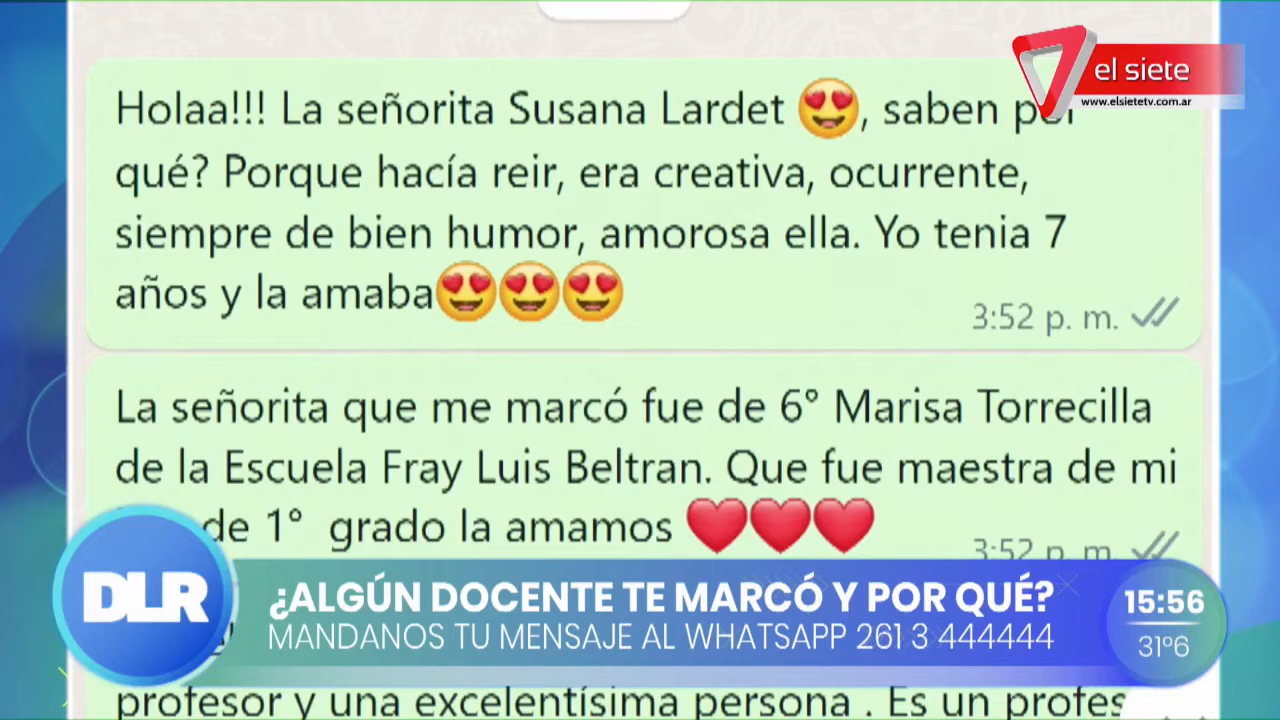 el siete
www.elsietetv.com.ar
Holaa!!! La señorita Susana Lardet 😍, saben por
qué? Porque hacía reir, era creativa, ocurrente,
siempre de bien humor, amorosa ella. Yo tenia 7
años y la amaba😍😍😍
3:52 p. m.
La señorita que me marcó fue de 6° Marisa Torrecilla
de la Escuela Fray Luis Beltran. Que fue maestra de mi
de 1° grado la amamos ❤️❤️❤️
3:52 p. m.
DLR
¿ALGÚN DOCENTE TE MARCÓ Y POR QUÉ?
MANDANOS TU MENSAJE AL WHATSAPP 261 3 444444
15:56
31º6
profesor y una excelentísima persona . Es un profes